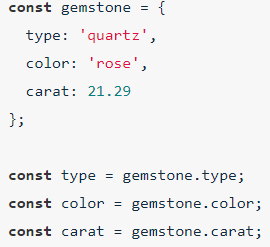 const gemstone = {
  type: 'quartz',
  color: 'rose',
  carat: 21.29
};

const type = gemstone.type;
const color = gemstone.color;
const carat = gemstone.carat;